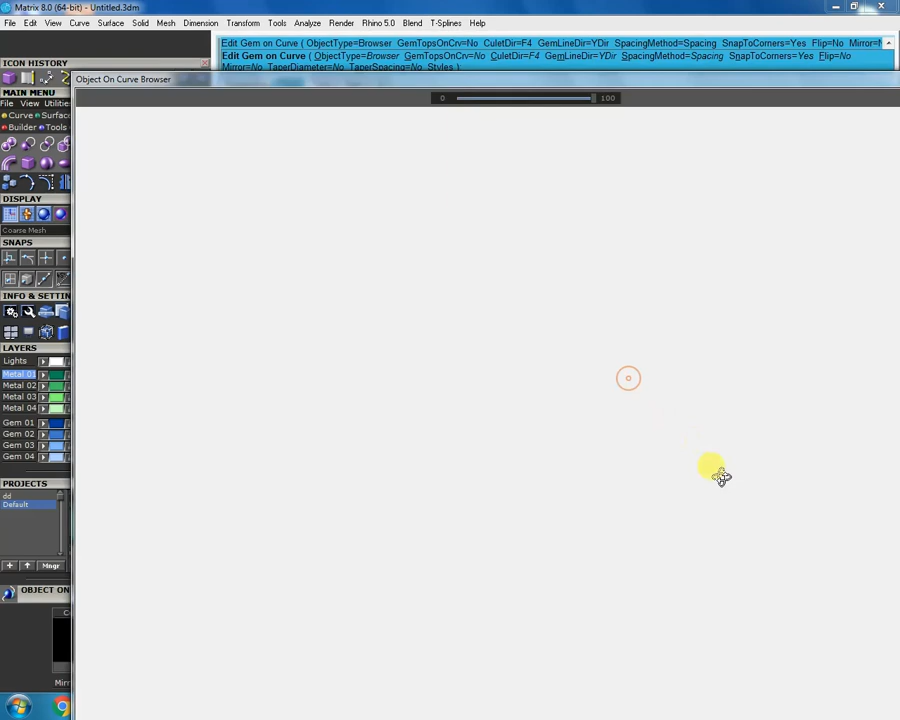 Matrix 8.0 (64-bit) - Untitled.3dm
File Edit View Curve Surface Solid Mesh Dimension Transform Tools Analyze Render Rhino 5.0 Blend T-Splines Help
Edit Gem on Curve ( ObjectType=Browser GemTopsOnCrv=No CuletDir=F4 GemLineDir=YDir SpacingMethod=Spacing SnapToCorners=Yes Flip=No Mirror=
Edit Gem on Curve ( ObjectType=Browser GemTopsOnCrv=No CuletDir=F4 GemLineDir=YDir SpacingMethod=Spacing SnapToCorners=Yes Flip=No
Mirror=No TaperDiameter=No TaperSpacing=No Styles ):
ICON HISTORY
Object On Curve Browser
MAIN MENU
0 100
File View Utilitie
Curve Surfac
Builder Tools
DISPLAY
Coarse Mesh
SNAPS
INFO & SETTIN
LAYERS
Lights
Metal 01
Metal 02
Metal 03
Metal 04
Gem 01
Gem 02
Gem 03
Gem 04
PROJECTS
dd
Default
+ Mngr
OBJECT ON
Mirr